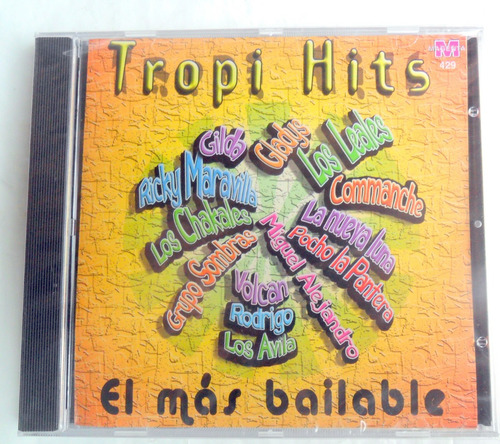 Tropi Hits
MAGENTA
M
429
Gilda
Gladys
Los Leales
Ricky Maravilla
Commanche
Los Chakales
La nueva luna
Grupo Sombras
Pocho la Pantera
Miguel Alejandro
Volcan
Rodrigo
Los Avila
El más bailable